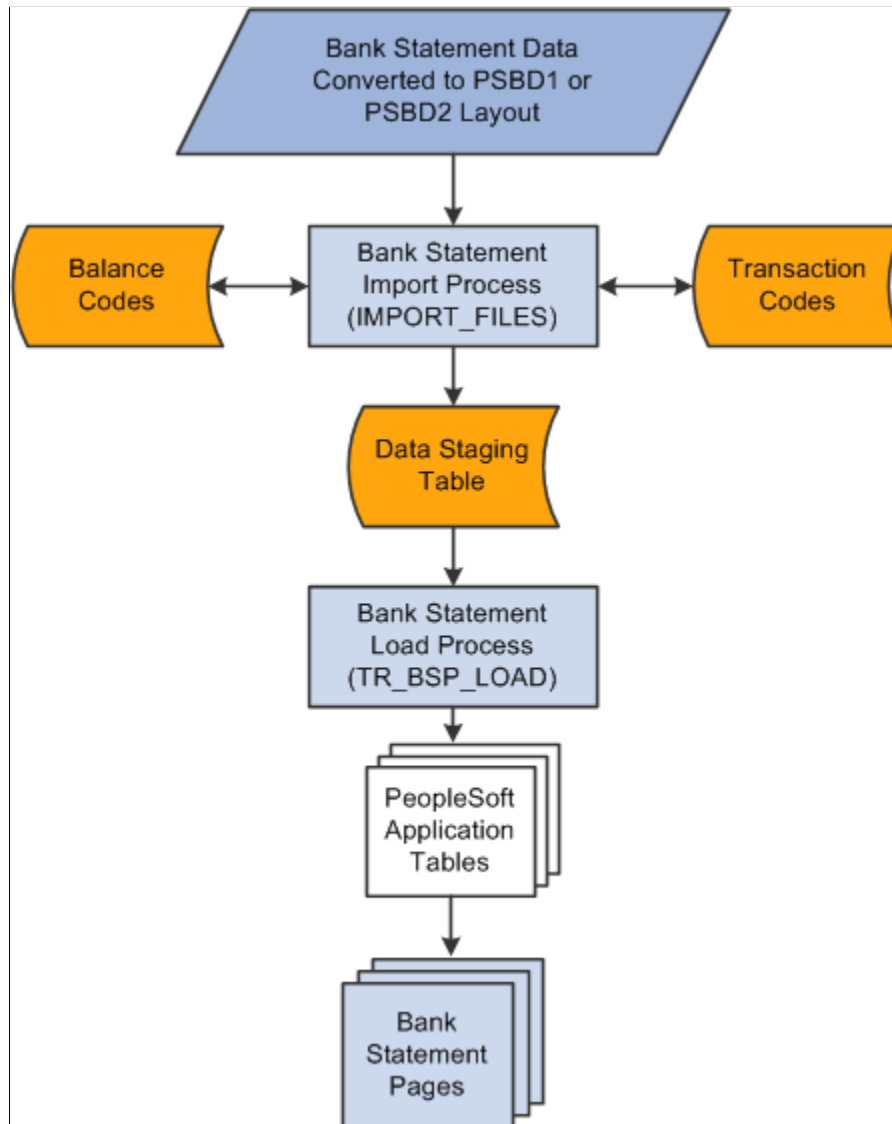 Bank Statement Data
Converted to PSBD1 or
PSBD2 Layout
Balance
Codes
Bank Statement
Import Process
(IMPORT_FILES)
Transaction
Codes
Data Staging
Table
Bank Statement
Load Process
(TR_BSP_LOAD)
PeopleSoft
Application
Tables
Bank
Statement
Pages